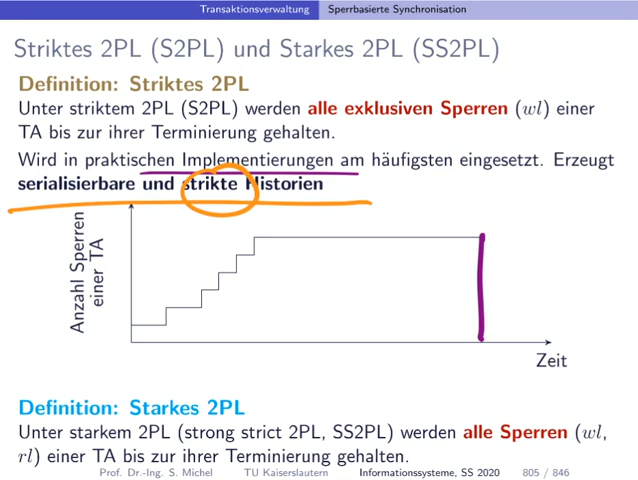 Transaktionsverwaltung Sperrbasierte Synchronisation
Striktes 2PL (S2PL) und Starkes 2PL (SS2PL)
Definition: Striktes 2PL
Unter striktem 2PL (S2PL) werden alle exklusiven Sperren (wl) einer
TA bis zur ihrer Terminierung gehalten.
Wird in praktischen Implementierungen am häufigsten eingesetzt. Erzeugt
serialisierbare und strikte Historien
Anzahl Sperren
einer TA
Zeit
Definition: Starkes 2PL
Unter starkem 2PL (strong strict 2PL, SS2PL) werden alle Sperren (wl,
rl) einer TA bis zur ihrer Terminierung gehalten.
Prof. Dr.-Ing. S. Michel TU Kaiserslautern Informationssysteme, SS 2020 805 / 846